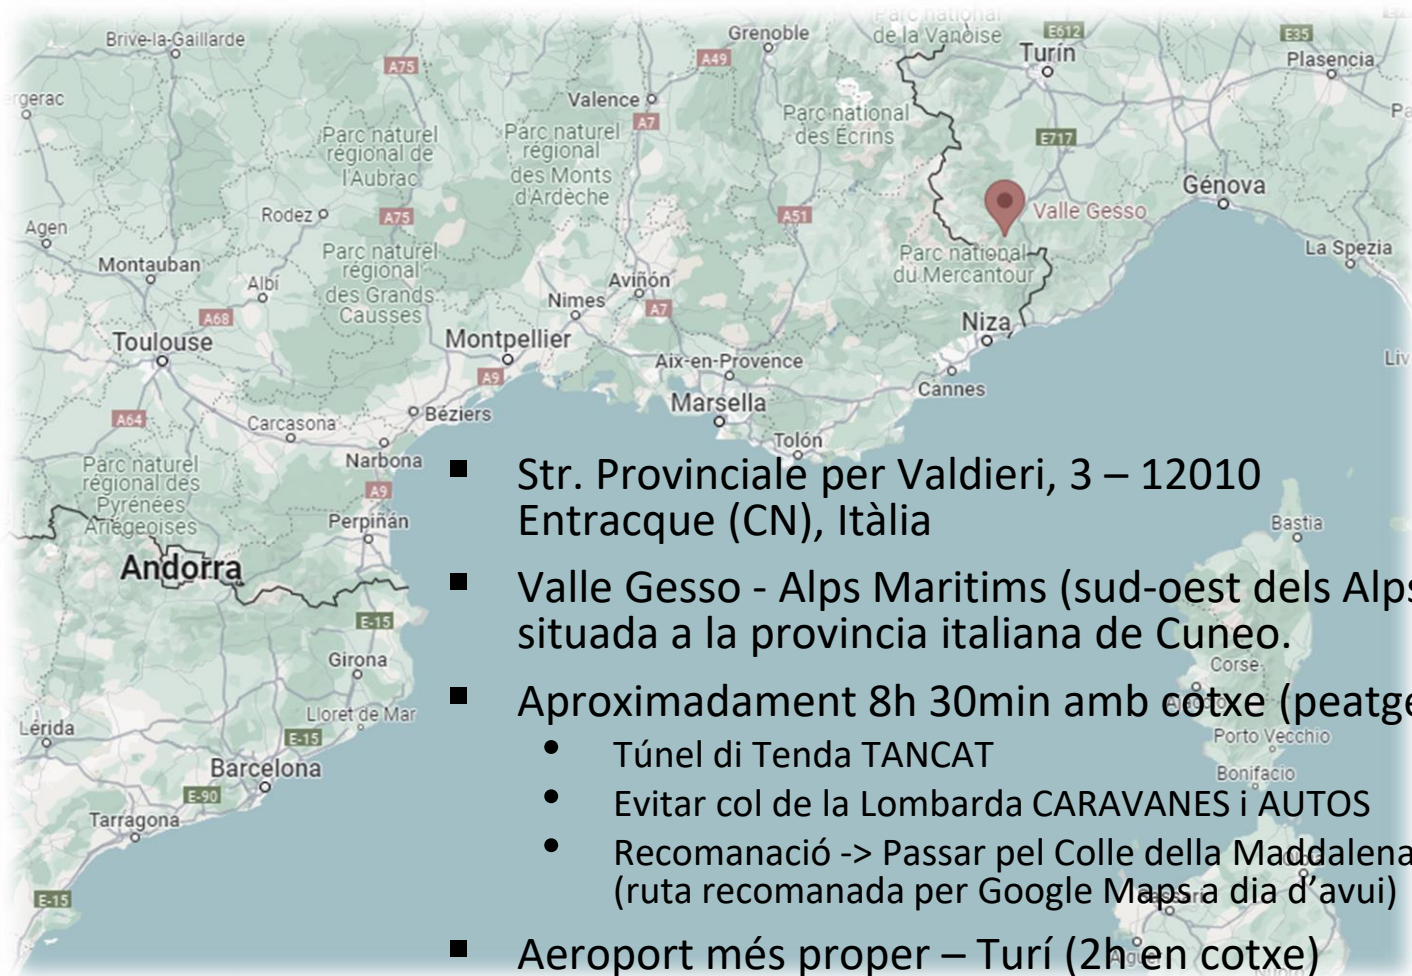 Parc national
de la Vanoise
E612
E35
Brive-la-Gaillarde
Grenoble
Turín
Plasencia
A75
A49
ergerac
Valence
Parc national
des Écrins
A7
E717
Parc naturel
régional de
l'Aubrac
Parc naturel
régional
des Monts
d'Ardèche
Génova
Agen
Rodez
A75
A51
Valle Gesso
La Spezia
Montauban
Albi
Parc naturel
régional
des Grands
Causses
Parc national
du Mercantour
Aviñón
Nimes
A7
A68
Toulouse
Montpellier
Niza
Aix-en-Provence
Liv
A9
Cannes
Marsella
A64
Carcasona
Béziers
Tolón
Narbona
Parc naturel
régional des
Pyrénées
Ariégeoises
A9
Perpiñán
Bastia
Andorra
E-15
Girona
Corse
Lérida
Lloret de Mar
E-15
Porto Vecchio
Barcelona
Bonifacio
E-90
Tarragona
E-15
▪ Str. Provinciale per Valdieri, 3 – 12010
Entracque (CN), Itàlia
▪ Valle Gesso - Alps Maritims (sud-oest dels Alps
situada a la provincia italiana de Cuneo.
▪ Aproximadament 8h 30min amb cotxe (peatge
• Túnel di Tenda TANCAT
• Evitar col de la Lombarda CARAVANES i AUTOS
• Recomanació -> Passar pel Colle della Maddalena
(ruta recomanada per Google Maps a dia d’avui)
▪ Aeroport més proper – Turí (2h en cotxe)